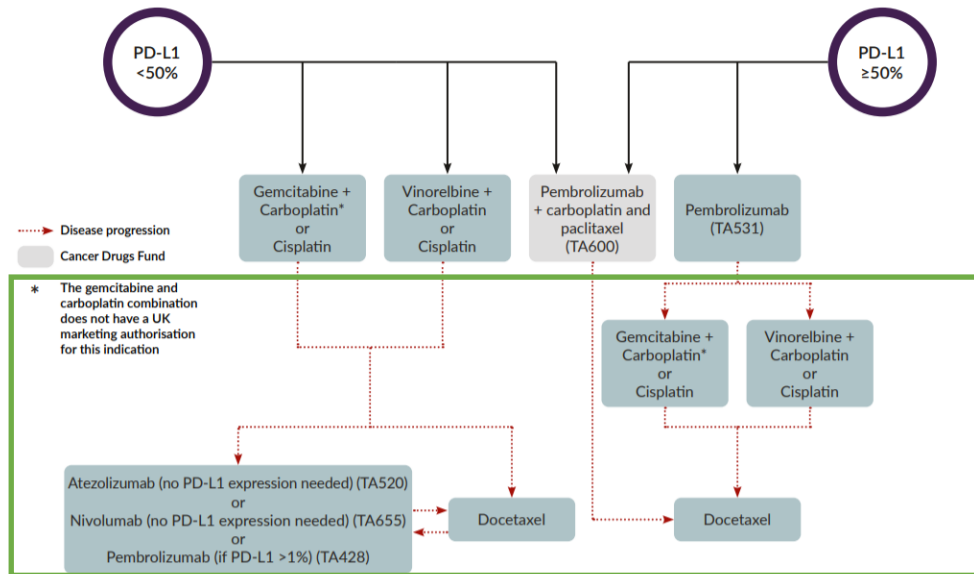 PD-L1
<50%
PD-L1
≥50%
Gemcitabine +
Carboplatin*
or
Cisplatin
Vinorelbine +
Carboplatin
or
Cisplatin
Pembrolizumab
+ carboplatin and
paclitaxel
(TA600)
Pembrolizumab
(TA531)
Disease progression
Cancer Drugs Fund
* The gemcitabine and
carboplatin combination
does not have a UK
marketing authorisation
for this indication
Gemcitabine +
Carboplatin*
or
Cisplatin
Vinorelbine +
Carboplatin
or
Cisplatin
Atezolizumab (no PD-L1 expression needed) (TA520)
or
Nivolumab (no PD-L1 expression needed) (TA655)
or
Pembrolizumab (if PD-L1 >1%) (TA428)
Docetaxel
Docetaxel